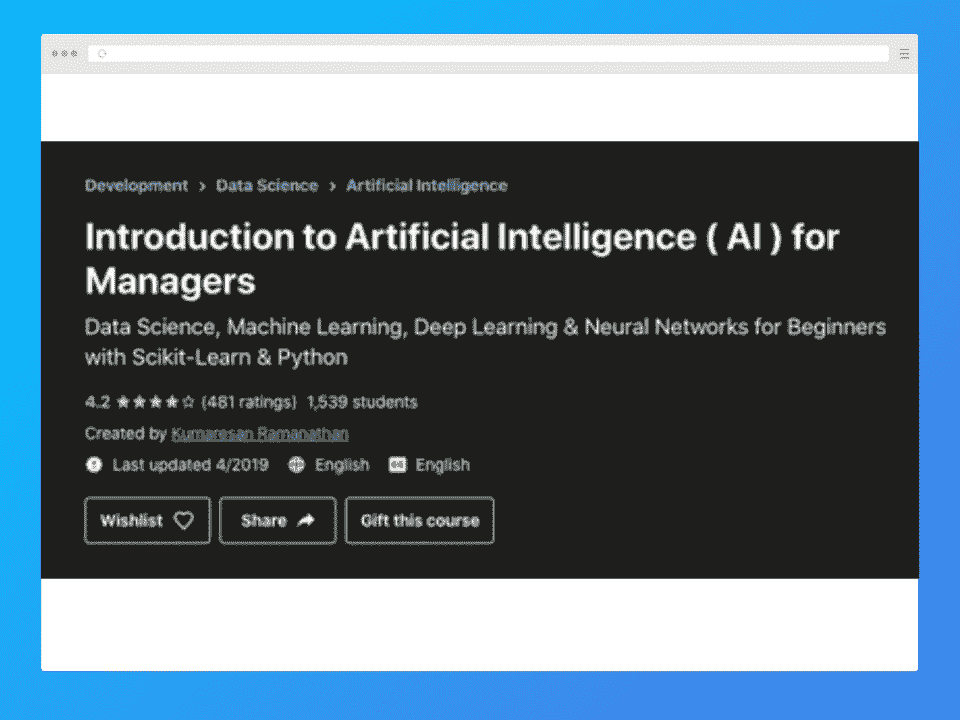 Development > Data Science > Artificial Intelligence
Introduction to Artificial Intelligence ( AI ) for
Managers
Data Science, Machine Learning, Deep Learning & Neural Networks for Beginners
with Scikit-Learn & Python
4.2 ★★★★☆ (481 ratings) 1,539 students
Created by Kumaresan Ramanathan
Last updated 4/2019 English CC English
Wishlist Share Gift this course